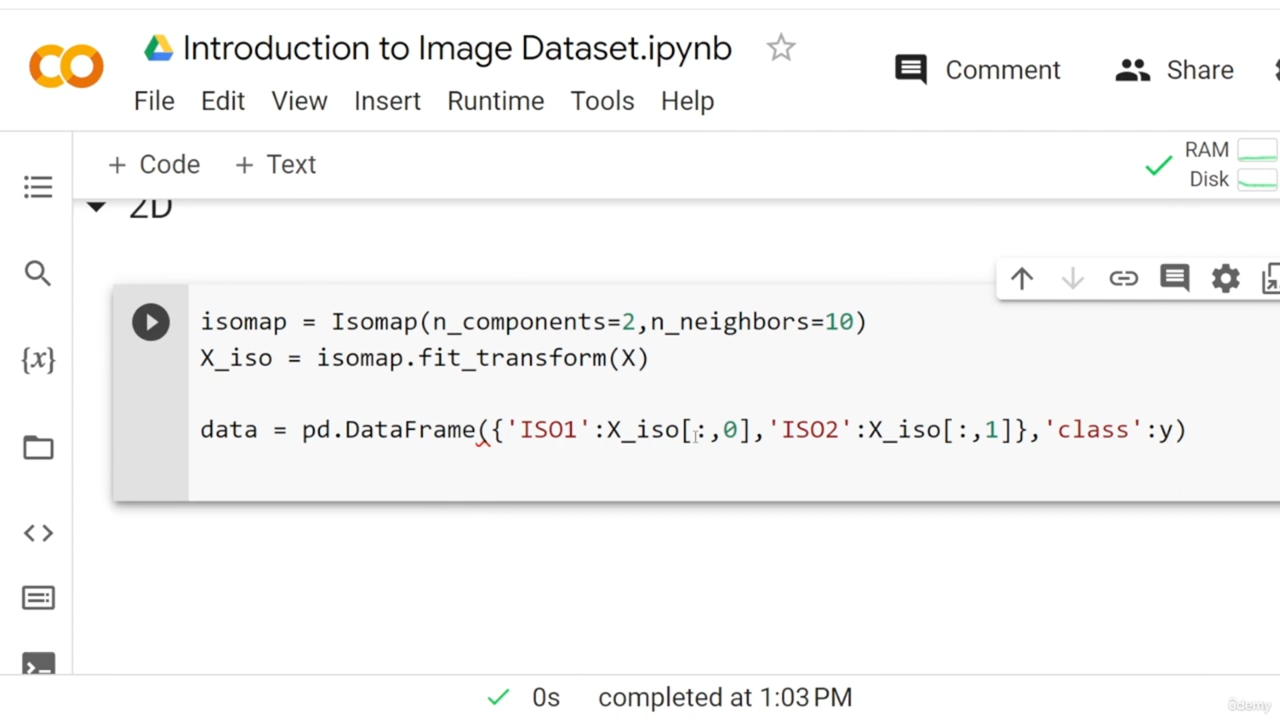 Introduction to Image Dataset.ipynb
Comment
Share
File Edit View Insert Runtime Tools Help
+ Code + Text
RAM
Disk
2D
isomap = Isomap(n_components=2,n_neighbors=10)
X_iso = isomap.fit_transform(X)
data = pd.DataFrame({'ISO1':X_iso[:,0],'ISO2':X_iso[:,1]},'class':y)
{x}
0s completed at 1:03 PM
ûdemy